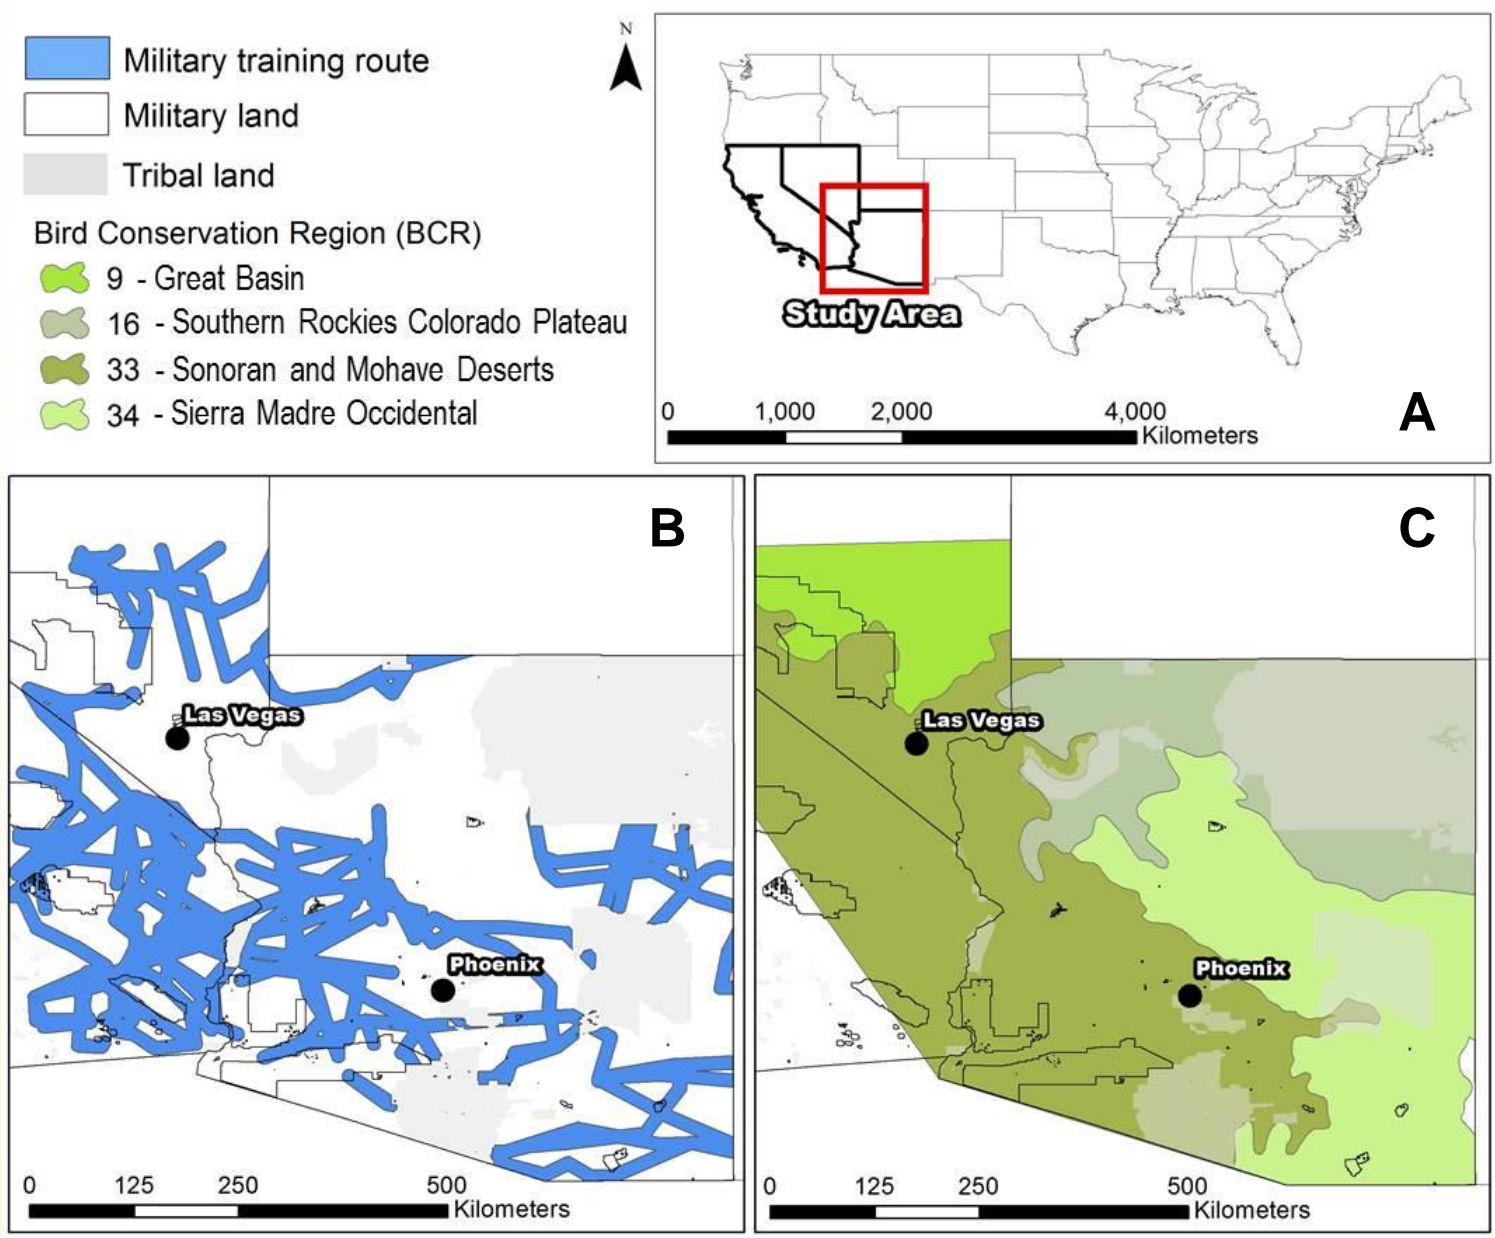 Military training route
Military land
Tribal land
Bird Conservation Region (BCR)
9 - Great Basin
16 - Southern Rockies Colorado Plateau
33 - Sonoran and Mohave Deserts
34 - Sierra Madre Occidental
N
Study Area
0 1,000 2,000 4,000
Kilometers
A
B
Las Vegas
Phoenix
0 125 250 500
Kilometers
C
Las Vegas
Phoenix
0 125 250 500
Kilometers